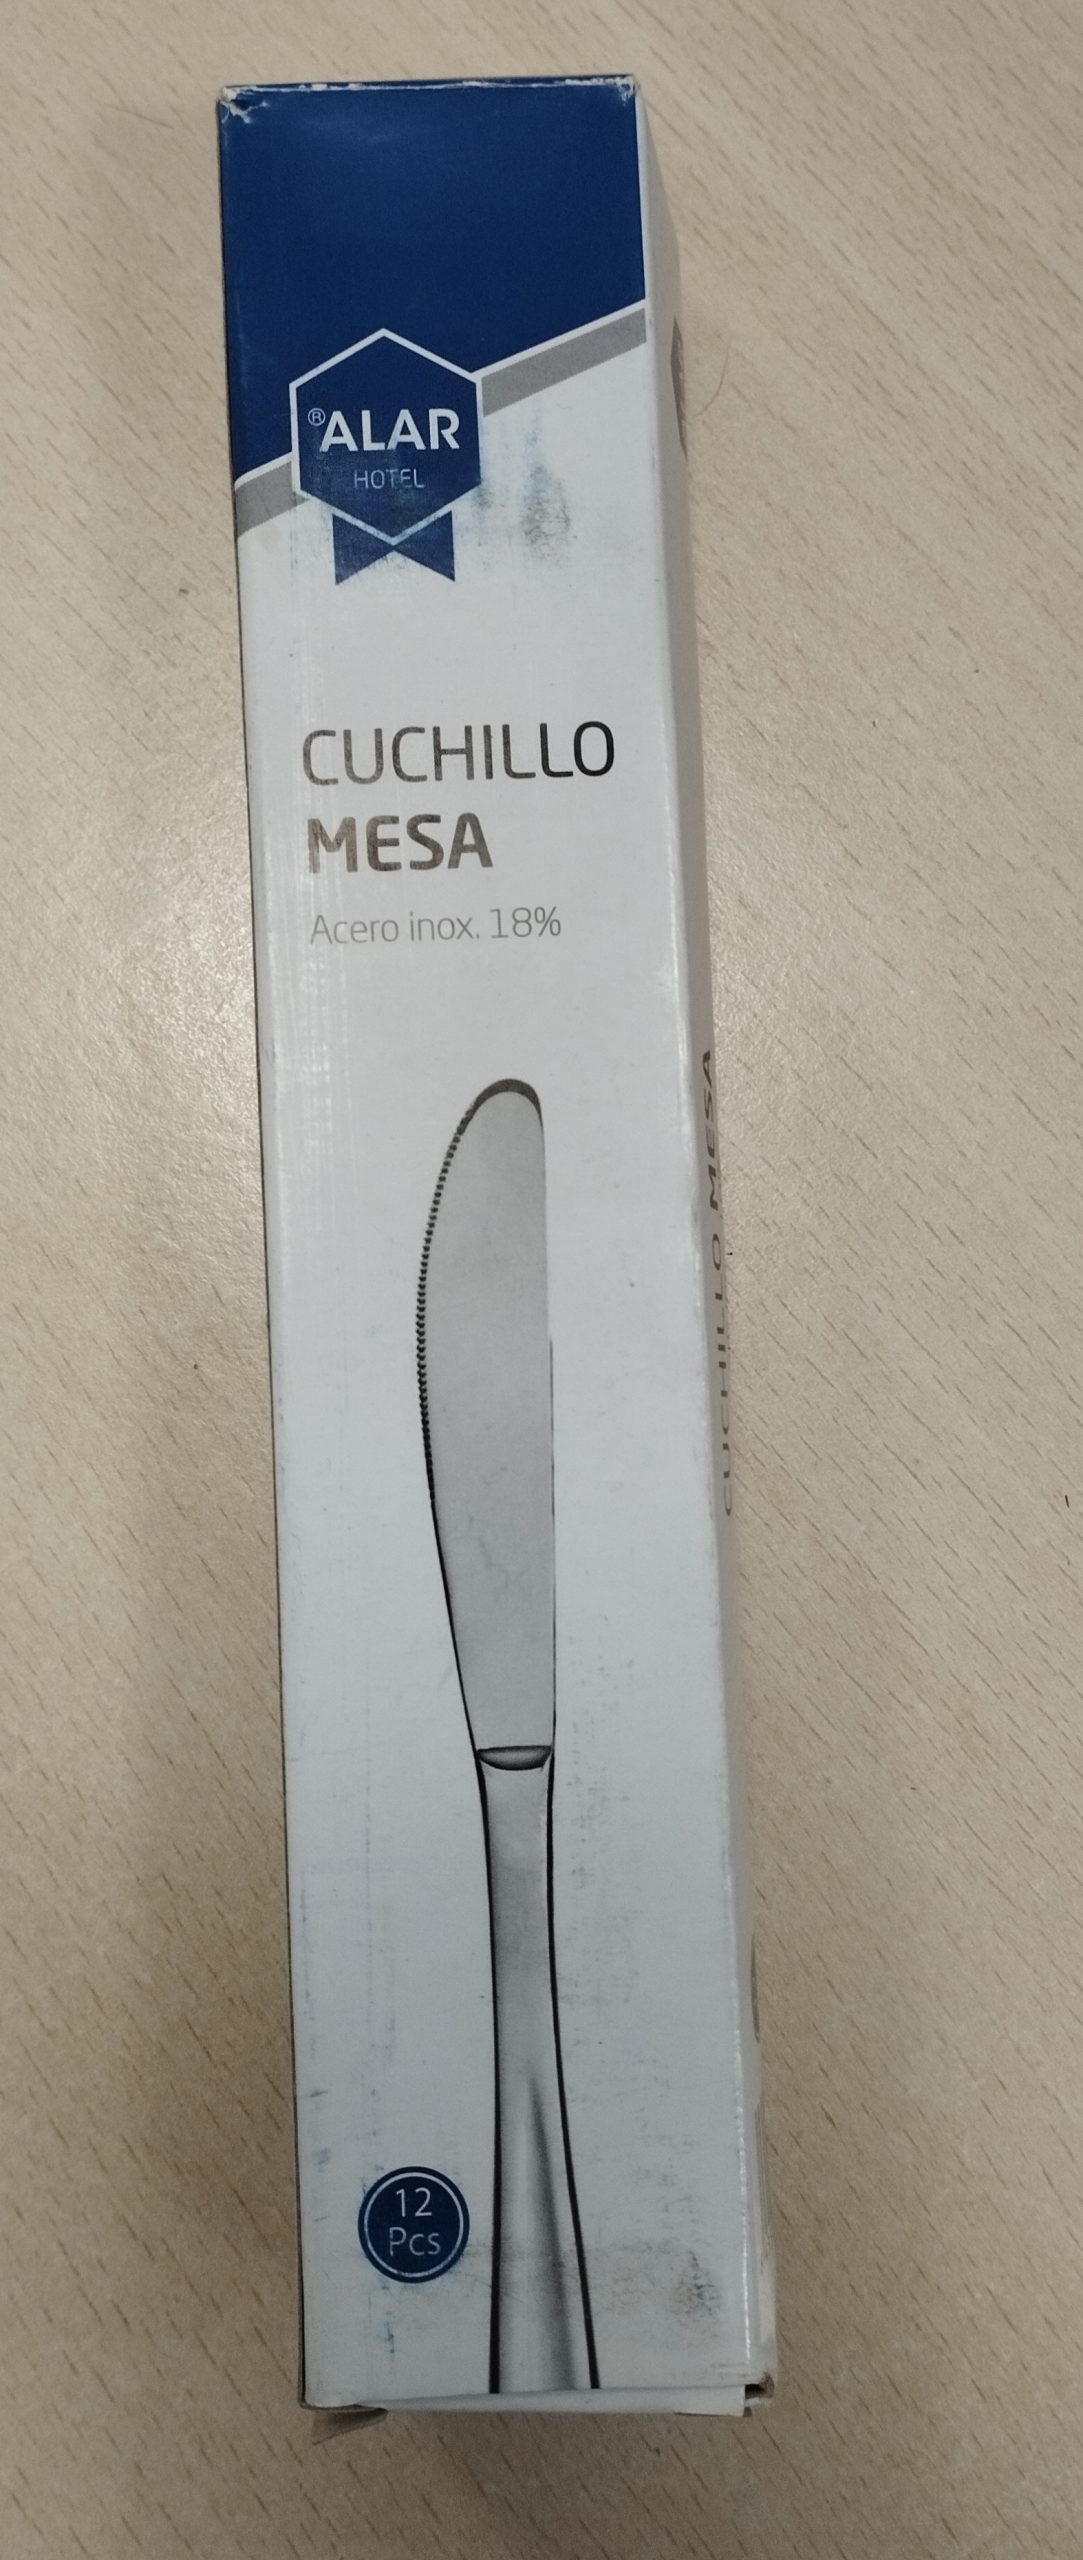 ®ALAR
HOTEL
CUCHILLO
MESA
Acero inox. 18%
12
Pcs
CUCHILLO MESA